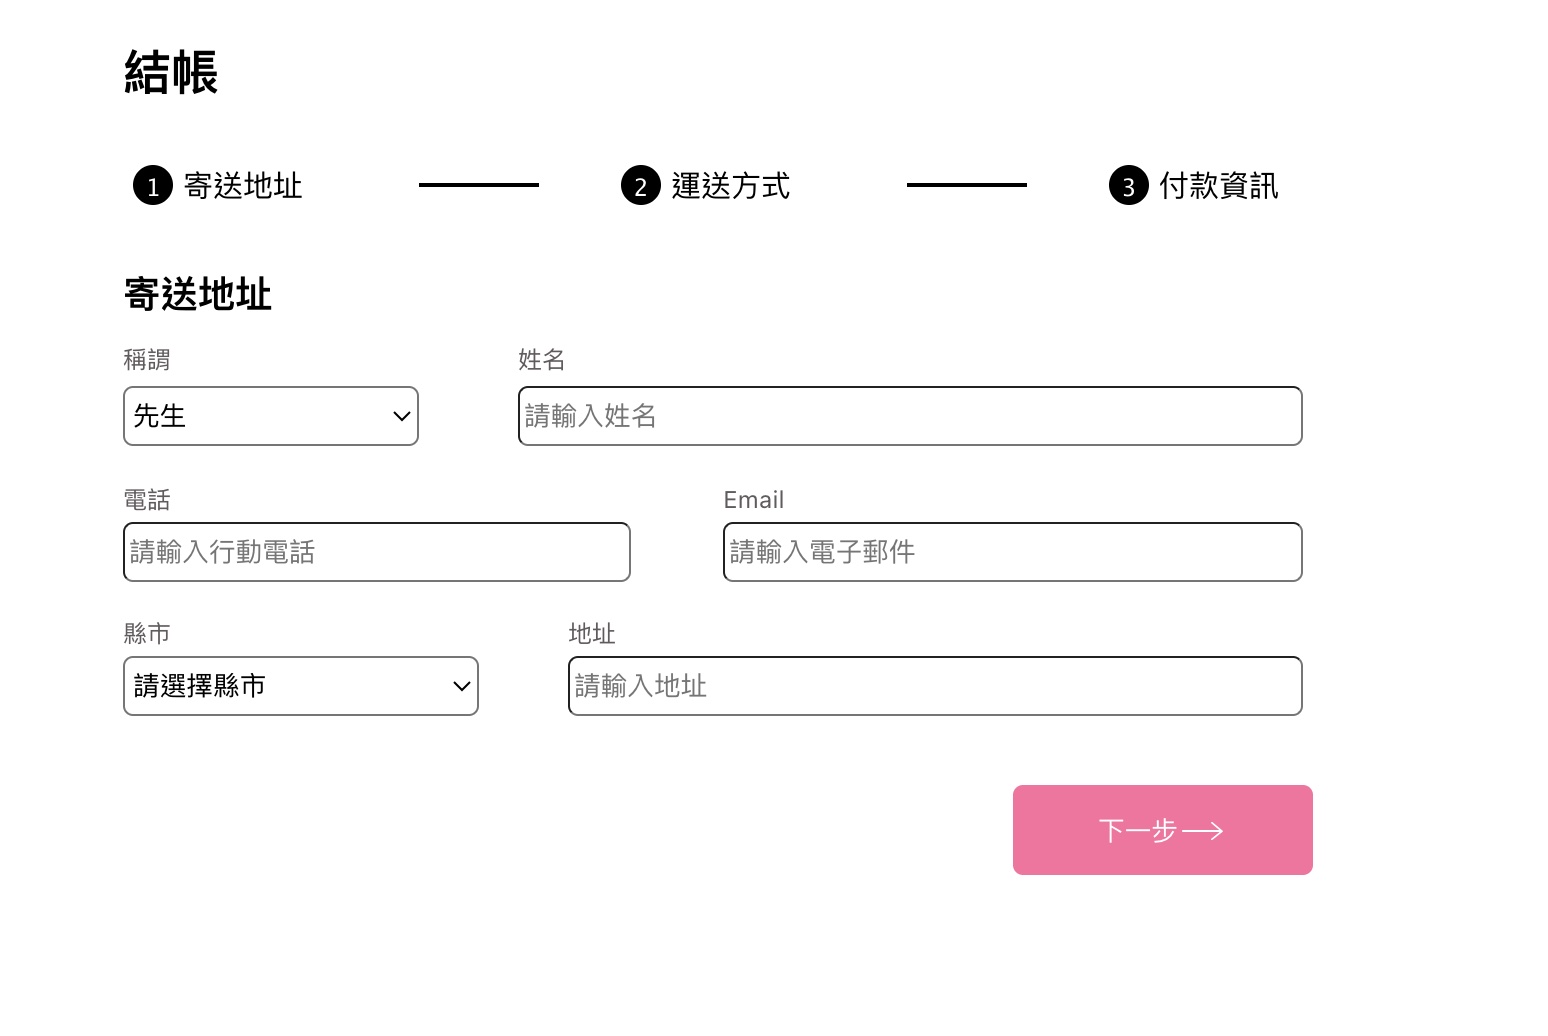 結帳
1 寄送地址 2 運送方式 3 付款資訊
寄送地址
稱謂 姓名
先生 請輸入姓名
電話 Email
請輸入行動電話 請輸入電子郵件
縣市 地址
請選擇縣市 請輸入地址
下一步